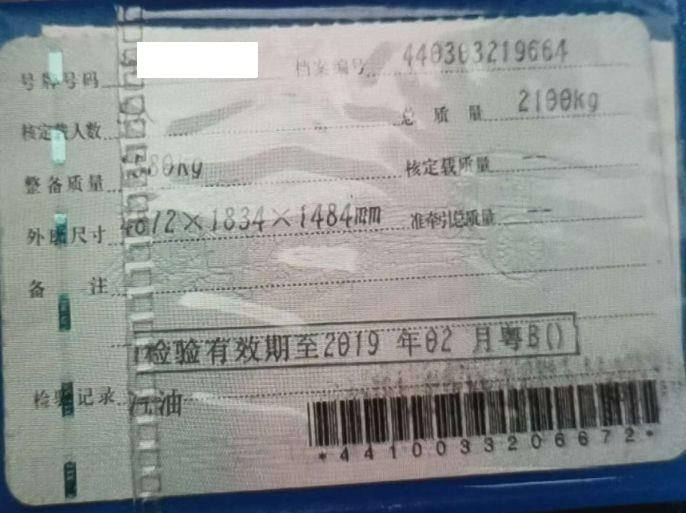 号牌号码 档案编号 440303219664
核定载人数 总质量 2100kg
整备质量 80kg 核定载质量 --
外廓尺寸 4612×1834×1484mm 准牵引总质量 --
备注
检验有效期至2019年02月粤B()
检验记录 汽油
*4410033206672*